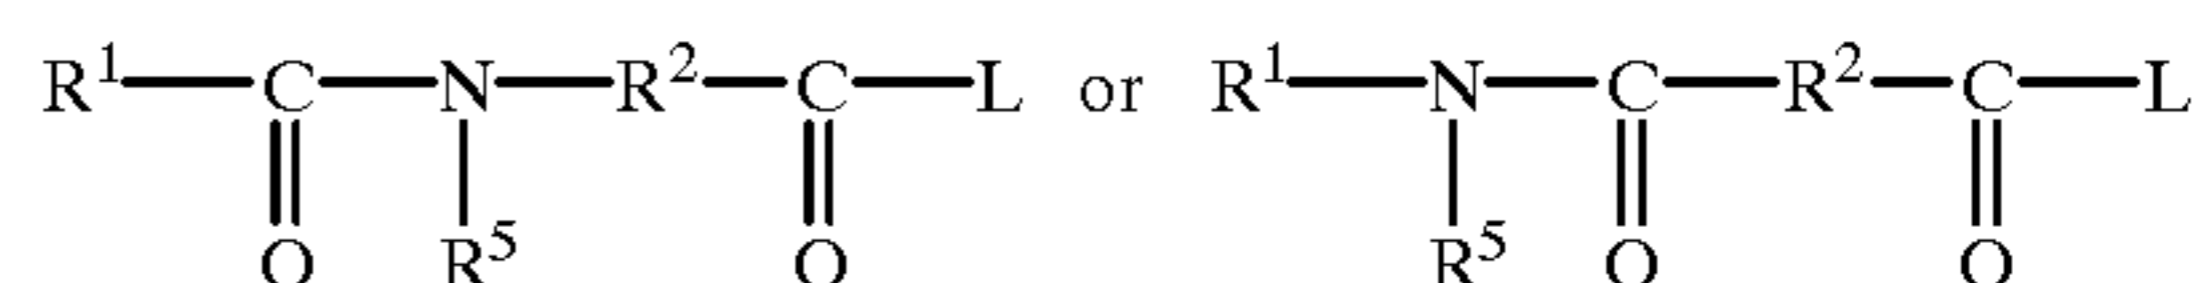 R¹ C N R² C L or R¹ N C R² C L
O R⁵ O R⁵ O O